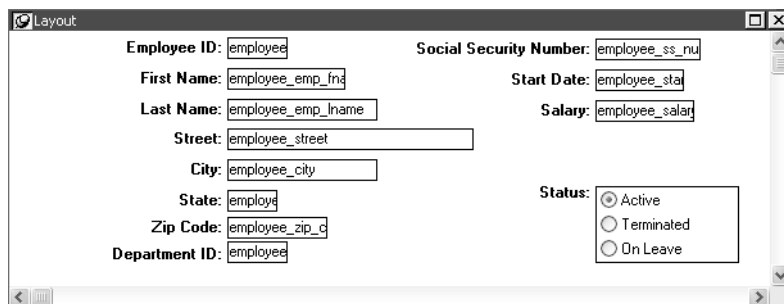 Layout
Employee ID: employee
Social Security Number: employee_ss_nu
First Name: employee_emp_fna
Start Date: employee_star
Last Name: employee_emp_lname
Salary: employee_salary
Street: employee_street
City: employee_city
State: employe
Status: Active
Zip Code: employee_zip_c
Terminated
Department ID: employee
On Leave